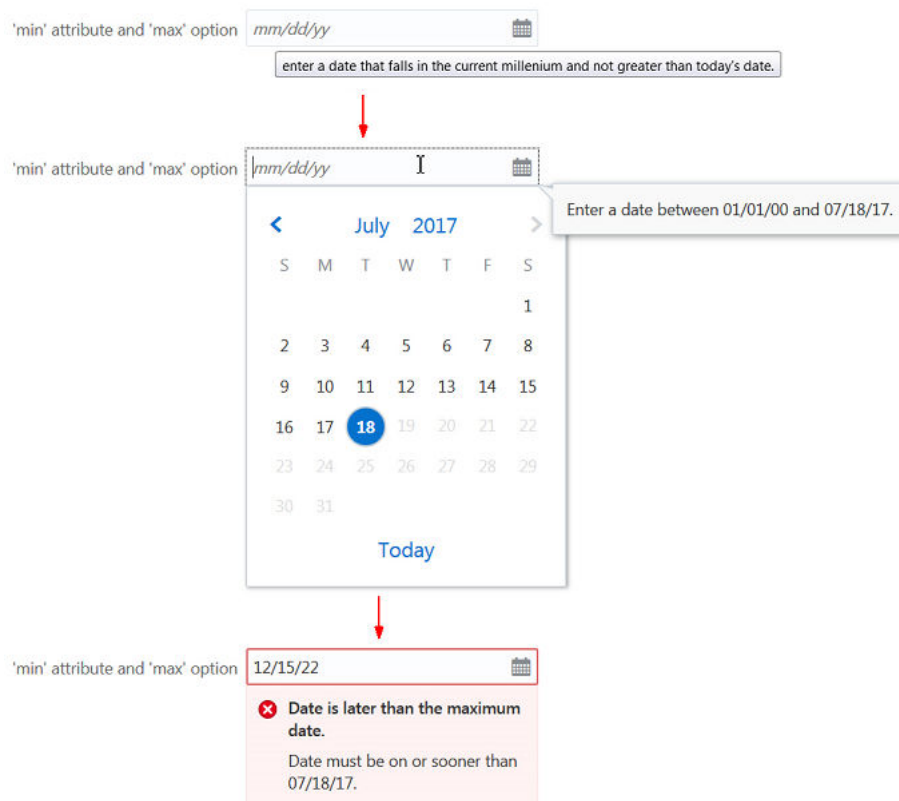 'min' attribute and 'max' option mm/dd/yy
enter a date that falls in the current millenium and not greater than today's date.
'min' attribute and 'max' option mm/dd/yy
Enter a date between 01/01/00 and 07/18/17.
July 2017
S M T W T F S
1
2 3 4 5 6 7 8
9 10 11 12 13 14 15
16 17 18 19 20 21 22
23 24 25 26 27 28 29
30 31
Today
'min' attribute and 'max' option 12/15/22
Date is later than the maximum
date.
Date must be on or sooner than
07/18/17.